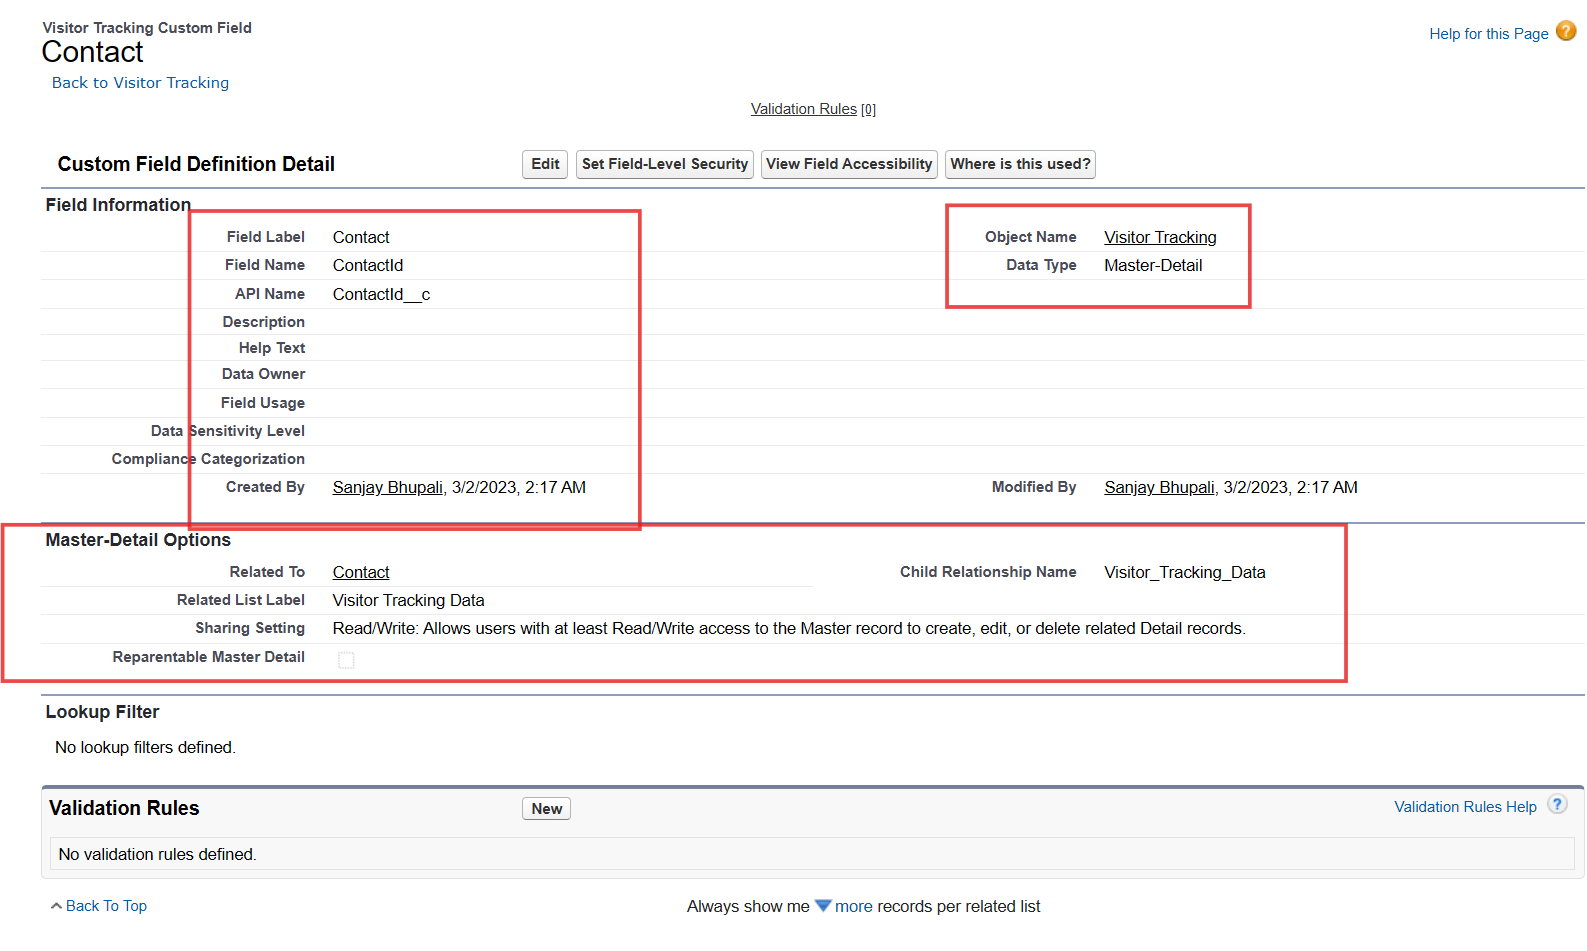 Visitor Tracking Custom Field
Contact
Help for this Page ?
Back to Visitor Tracking
Validation Rules [0]
Custom Field Definition Detail Edit Set Field-Level Security View Field Accessibility Where is this used?
Field Information
Field Label Contact Object Name Visitor Tracking
Field Name ContactId Data Type Master-Detail
API Name ContactId__c
Description
Help Text
Data Owner
Field Usage
Data Sensitivity Level
Compliance Categorization
Created By Sanjay Bhupali, 3/2/2023, 2:17 AM Modified By Sanjay Bhupali, 3/2/2023, 2:17 AM
Master-Detail Options
Related To Contact Child Relationship Name Visitor_Tracking_Data
Related List Label Visitor Tracking Data
Sharing Setting Read/Write: Allows users with at least Read/Write access to the Master record to create, edit, or delete related Detail records.
Reparentable Master Detail
Lookup Filter
No lookup filters defined.
Validation Rules New Validation Rules Help ?
No validation rules defined.
Back To Top Always show me more records per related list